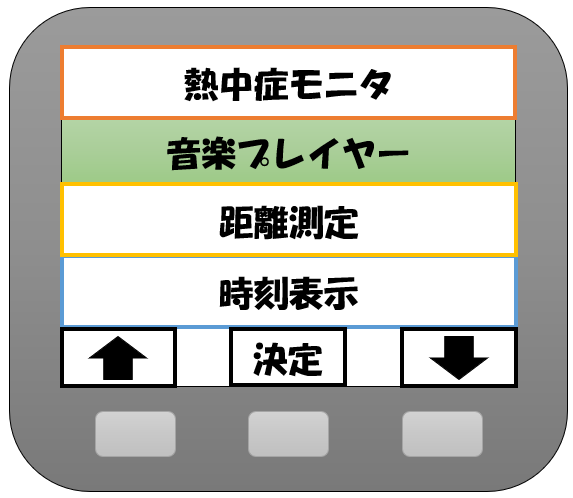 熱中症モニタ
音楽プレイヤー
距離測定
時刻表示
決定